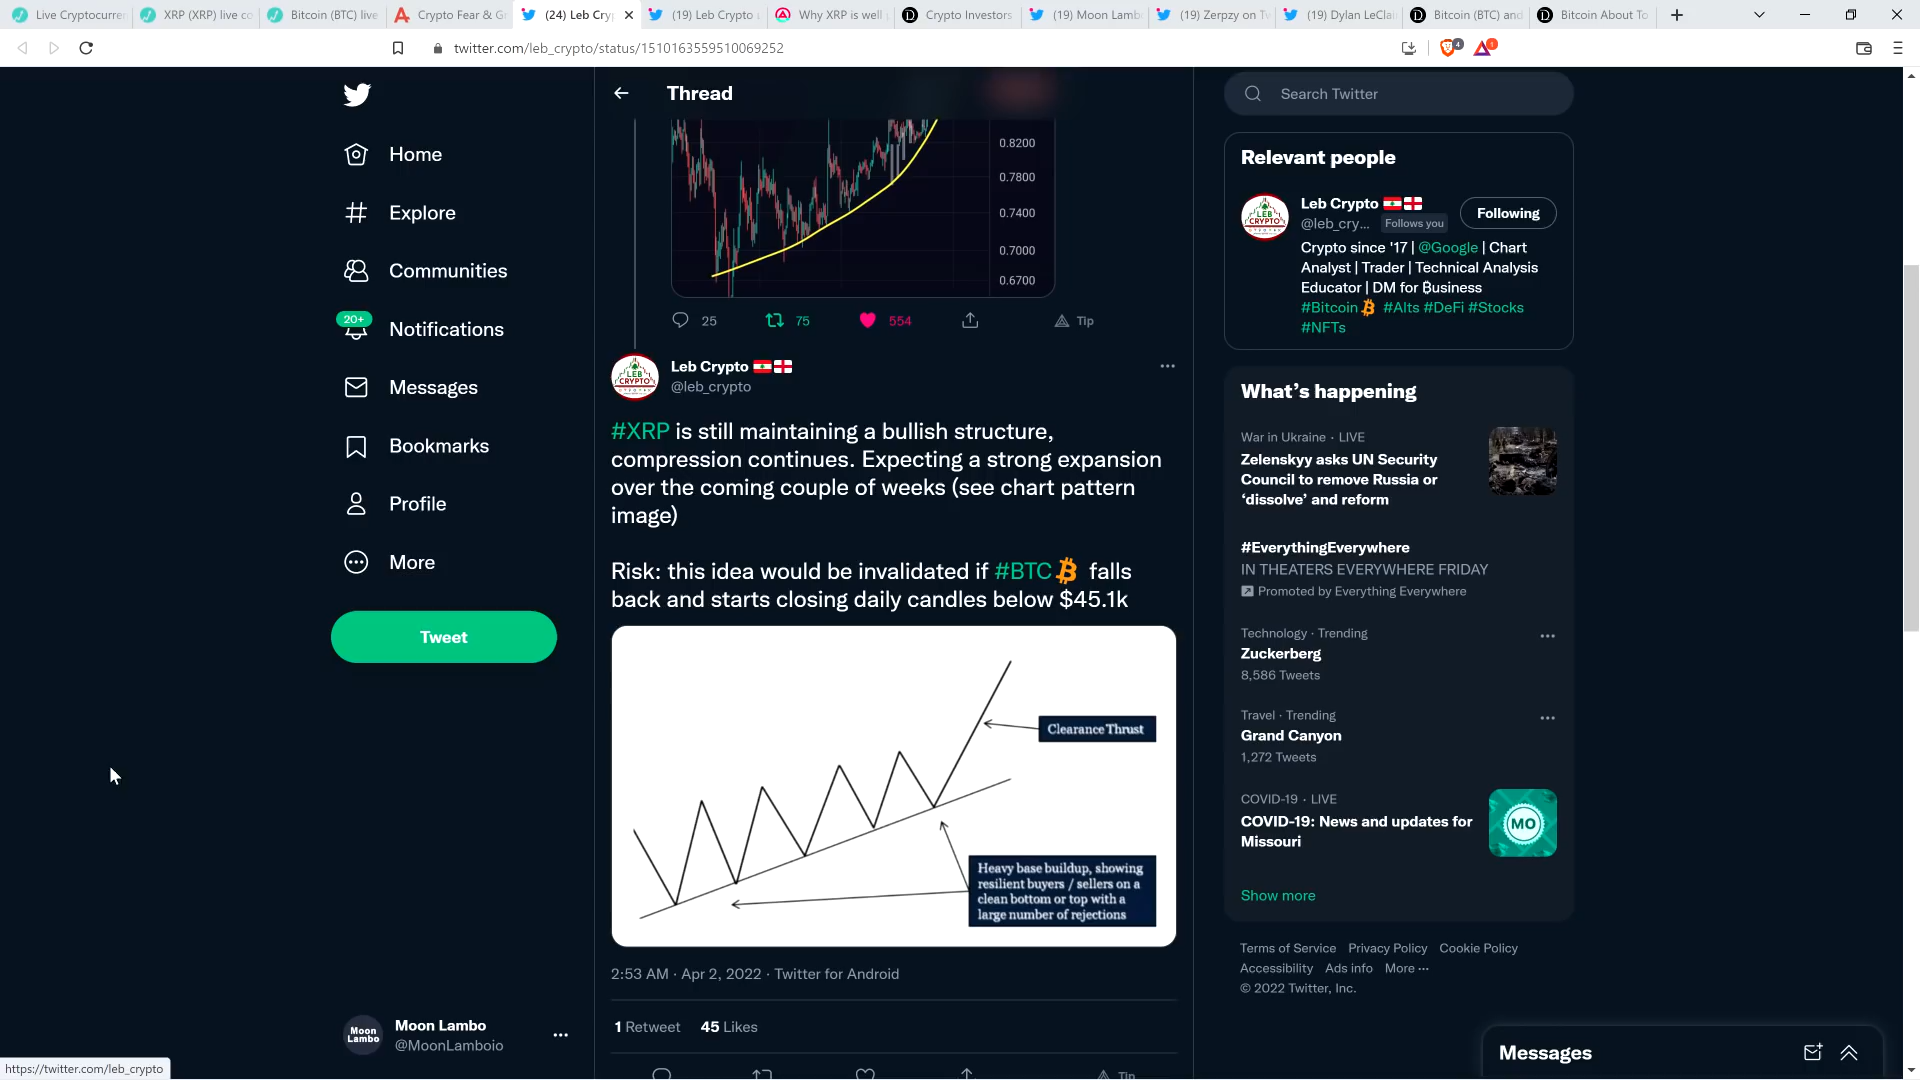 Live Cryptocurren
XRP (XRP) live co
Bitcoin (BTC) live
Crypto Fear & G
(24) Leb Cry
(19) Leb Crypto
Why XRP is well
Crypto Investors
(19) Moon Lamb
(19) Zerpzy on Tw
(19) Dylan LeClai
Bitcoin (BTC) and
Bitcoin About To
twitter.com/leb_crypto/status/1510163559510069252
4
1
Home
Explore
Communities
20+
Notifications
Messages
Bookmarks
Profile
More
Tweet
Moon Lambo
Moon Lambo
@MoonLamboio
https://twitter.com/leb_crypto
Thread
0.8200
0.7800
0.7400
0.7000
0.6700
25
75
554
Tip
LEB CRYPTO
Leb Crypto
@leb_crypto
#XRP is still maintaining a bullish structure,
compression continues. Expecting a strong expansion
over the coming couple of weeks (see chart pattern
image)
Risk: this idea would be invalidated if #BTC falls
back and starts closing daily candles below $45.1k
Clearance Thrust
Heavy base buildup, showing
resilient buyers / sellers on a
clean bottom or top with a
large number of rejections
2:53 AM · Apr 2, 2022 · Twitter for Android
1 Retweet 45 Likes
Tip
Search Twitter
Relevant people
LEB CRYPTO
Leb Crypto
@leb_cry... Follows you
Following
Crypto since '17 | @Google | Chart
Analyst | Trader | Technical Analysis
Educator | DM for ₿usiness
#Bitcoin #Alts #DeFi #Stocks
#NFTs
What's happening
War in Ukraine · LIVE
Zelenskyy asks UN Security
Council to remove Russia or
‘dissolve’ and reform
#EverythingEverywhere
IN THEATERS EVERYWHERE FRIDAY
Promoted by Everything Everywhere
Technology · Trending
Zuckerberg
8,586 Tweets
Travel · Trending
Grand Canyon
1,272 Tweets
COVID-19 · LIVE
COVID-19: News and updates for
Missouri
MO
Show more
Terms of Service Privacy Policy Cookie Policy
Accessibility Ads info More ···
© 2022 Twitter, Inc.
Messages